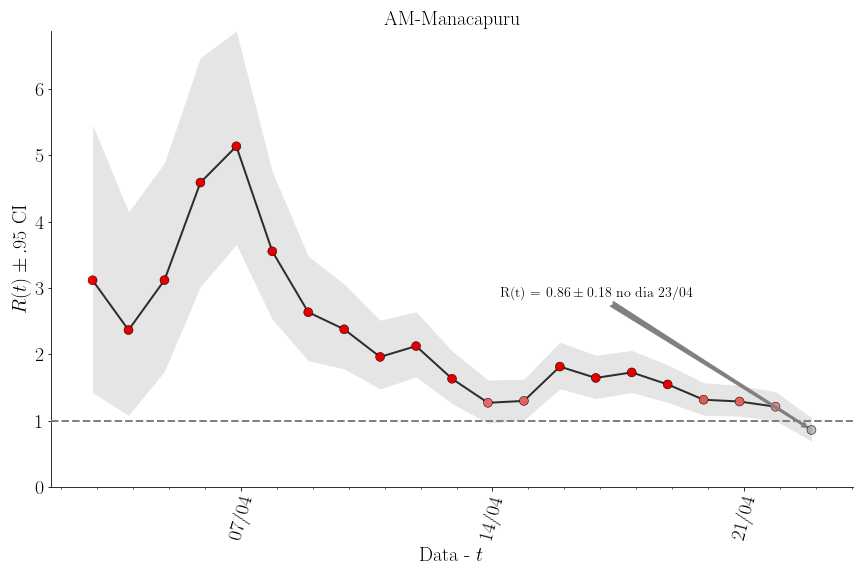 AM-Manacapuru
R(t) ± .95 CI
6
5
4
3
2
1
0
R(t) = 0.86 ± 0.18 no dia 23/04
07/04
14/04
21/04
Data - t